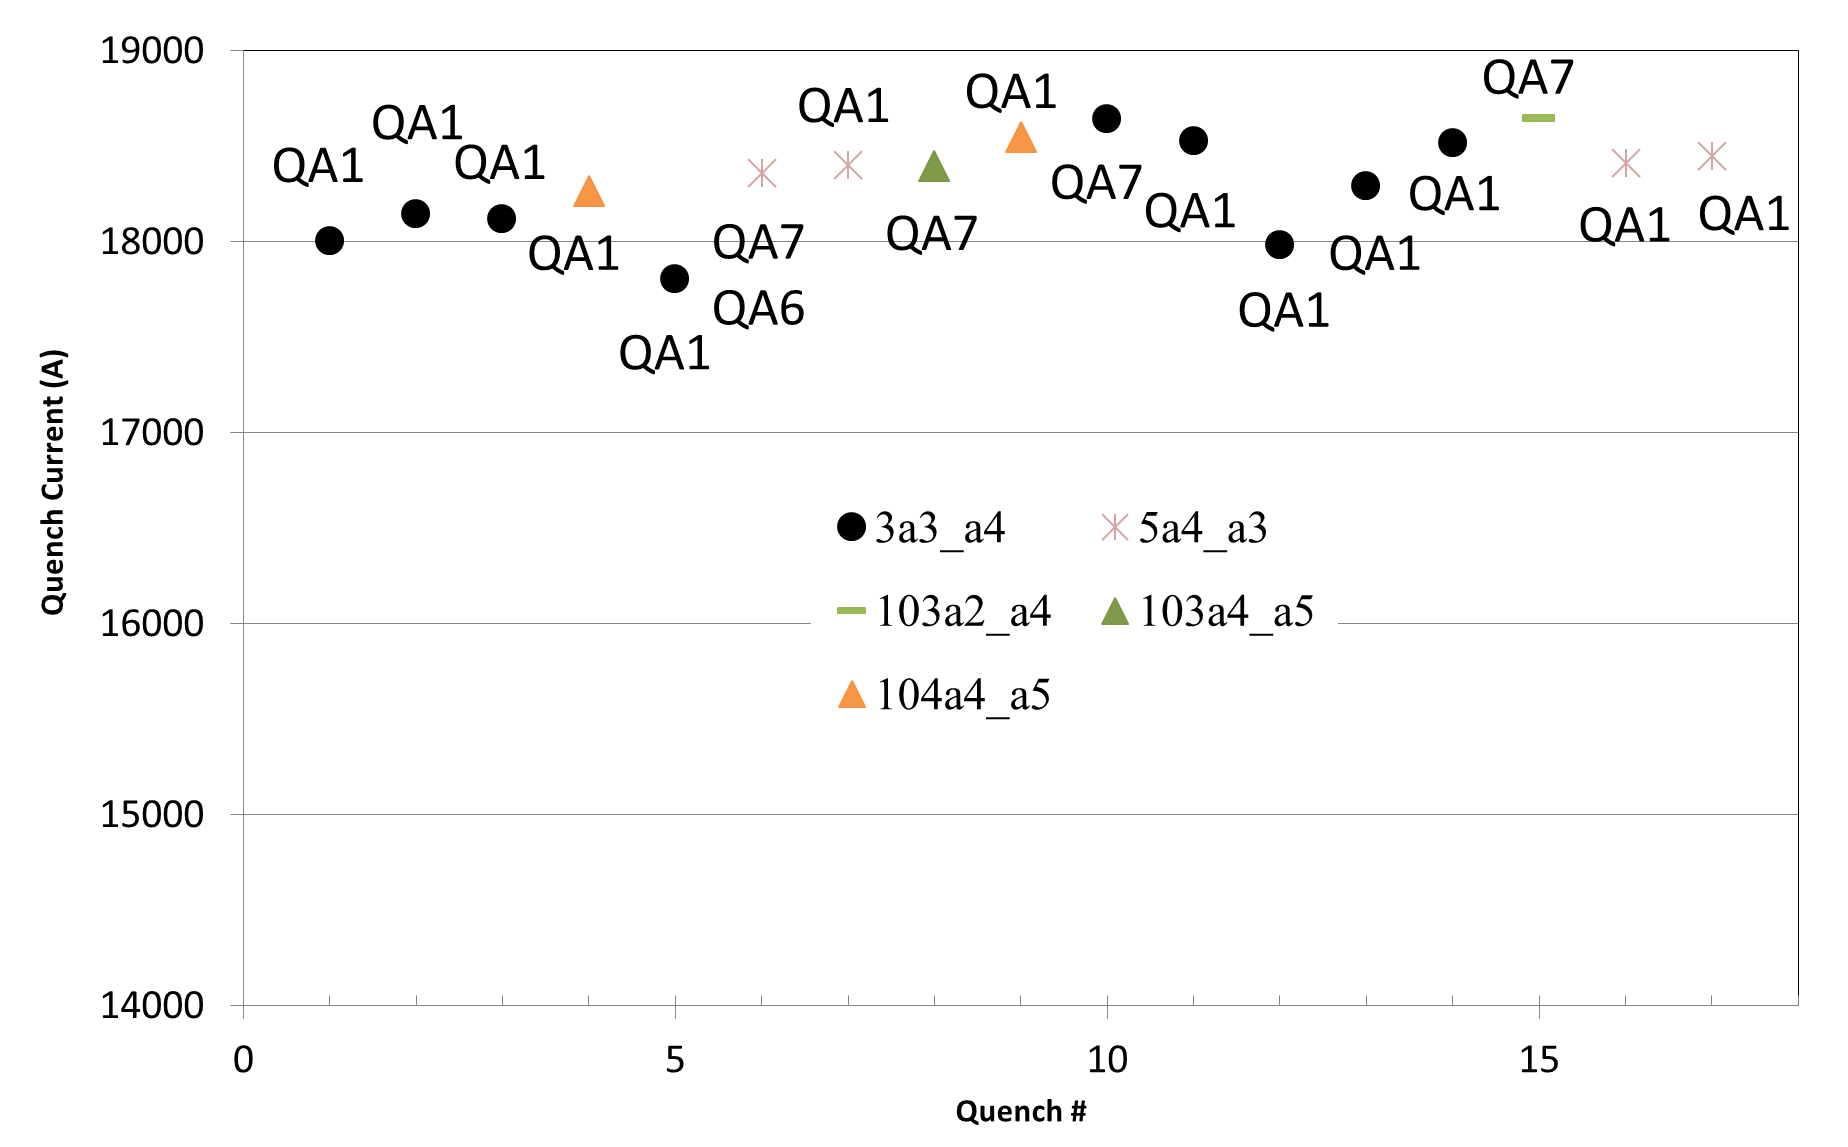 19000
18000
17000
16000
15000
14000
Quench Current (A)
QA1
QA1
QA1
QA1
QA1
QA7
QA6
QA1
QA7
QA1
QA7
QA1
QA1
QA1
QA1
QA7
QA1
QA1
3a3_a4
5a4_a3
103a2_a4
103a4_a5
104a4_a5
0
5
10
15
Quench #